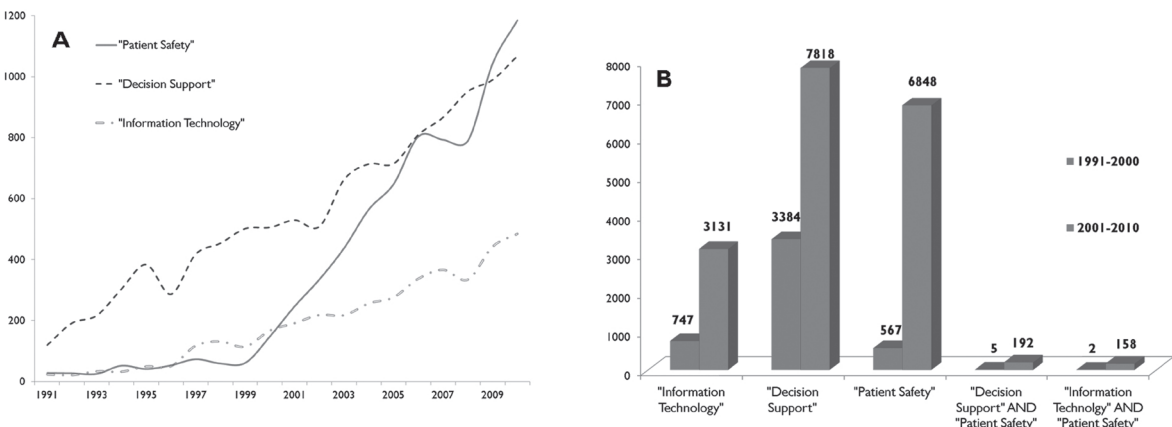 A
"Patient Safety"
"Decision Support"
"Information Technology"
1200
1000
800
600
400
200
0
1991 1993 1995 1997 1999 2001 2003 2005 2007 2009
B
8000
7000
6000
5000
4000
3000
2000
1000
0
747 3131
3384 7818
567 6848
5 192
2 158
1991-2000
2001-2010
"Information
Technology"
"Decision
Support"
"Patient Safety"
"Decision
Support" AND
"Patient Safety"
"Information
Technolgy" AND
"Patient Safety"